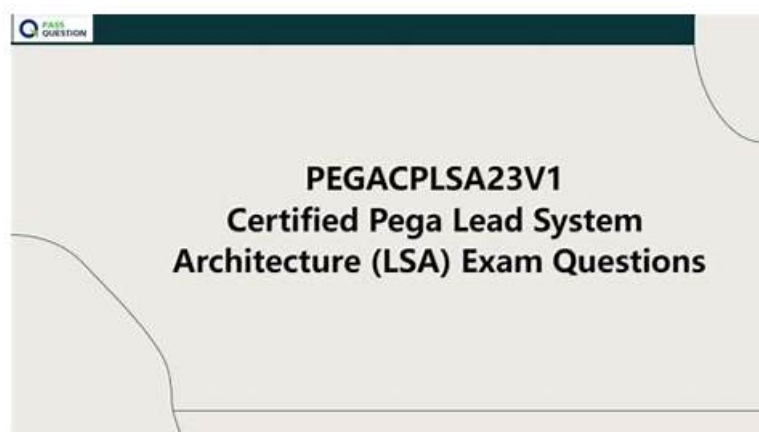 PASS
QUESTION
PEGACPLSA23V1
Certified Pega Lead System
Architecture (LSA) Exam Questions